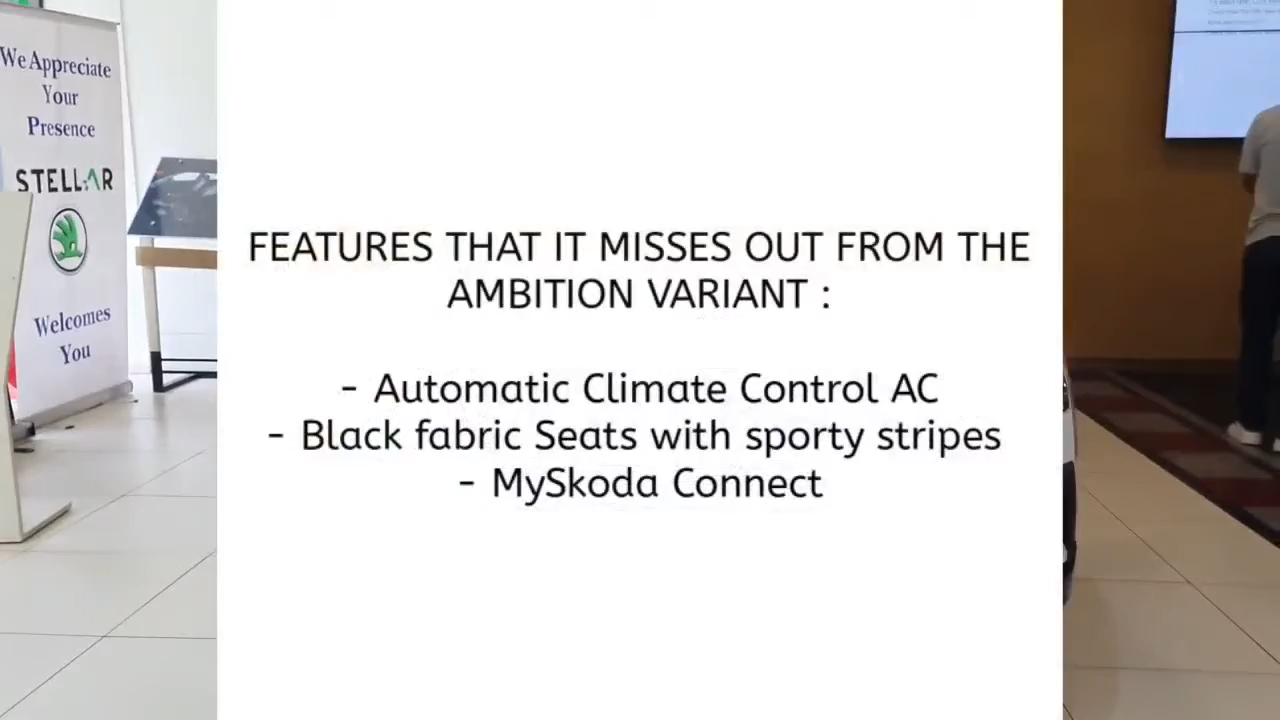 We Appreciate
Your
Presence
STELLAR
Welcomes
You
FEATURES THAT IT MISSES OUT FROM THE
AMBITION VARIANT :
- Automatic Climate Control AC
- Black fabric Seats with sporty stripes
- MySkoda Connect